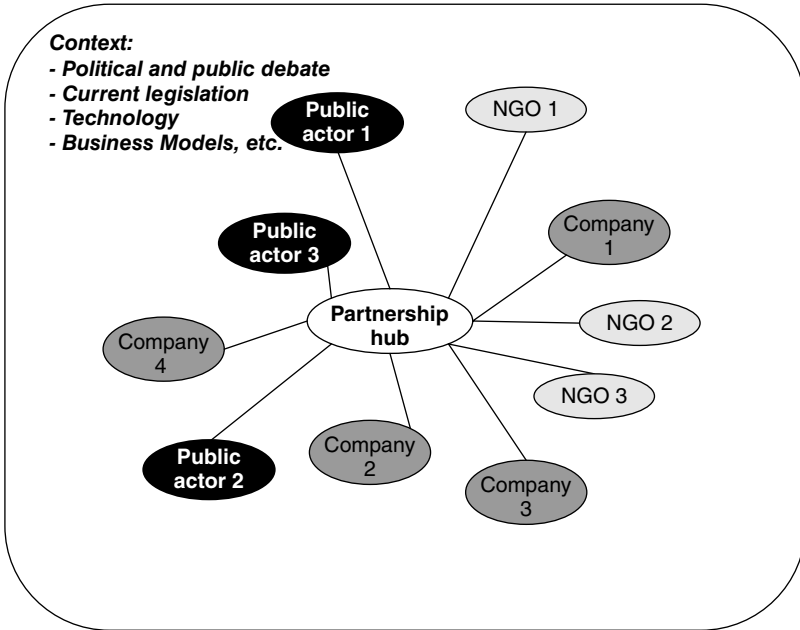 Context:
- Political and public debate
- Current legislation
- Technology
- Business Models, etc.
Public
actor 1
NGO 1
Public
actor 3
Company
1
Partnership
hub
NGO 2
Company
4
NGO 3
Public
actor 2
Company
2
Company
3